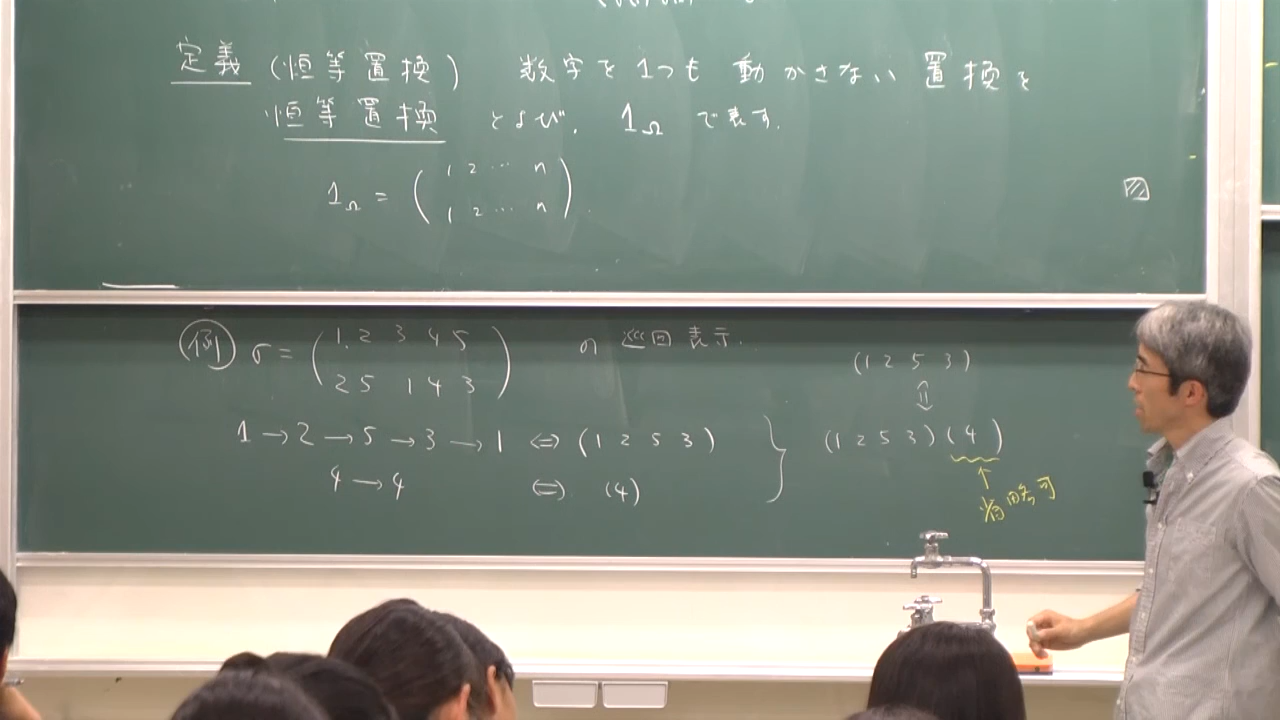 定義 (恒等置換) 数字を1つも動かさない置換を
恒等置換 とよび, 1_Ω で表す.
1_Ω = ( 1 2 ⋯ n
1 2 ⋯ n ).
例 σ = ( 1 2 3 4 5
2 5 1 4 3 ) の 巡回表示.
1 → 2 → 5 → 3 → 1 ⇔ (1 2 5 3)
4 → 4 ⇔ (4)
(1 2 5 3)
⇕
(1 2 5 3)(4)
↑
省略可